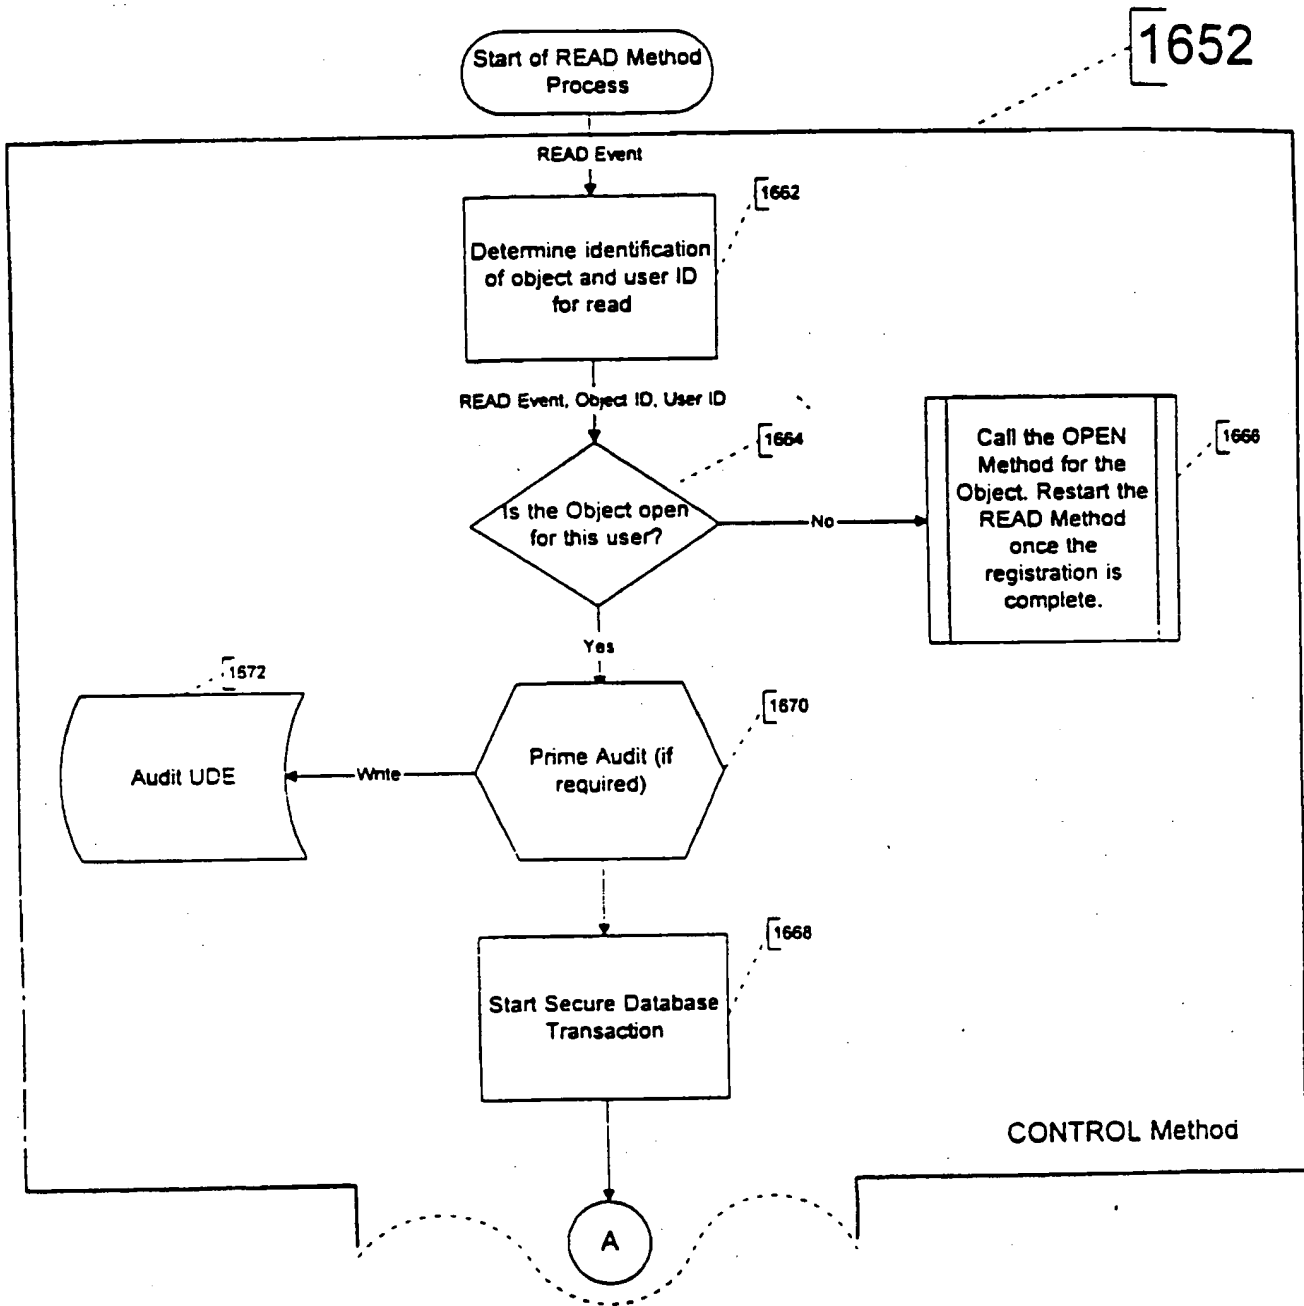 1652
Start of READ Method
Process
READ Event
1662
Determine identification
of object and user ID
for read
READ Event, Object ID, User ID
1664
Is the Object open
for this user?
No
Call the OPEN
Method for the
Object. Restart the
READ Method
once the
registration is
complete.
1666
Yes
1672
Audit UDE
Write
Prime Audit (if
required)
1670
1668
Start Secure Database
Transaction
CONTROL Method
A